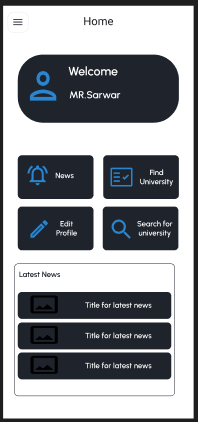 Home
Welcome
MR.Sarwar
News
Find
University
Edit
Profile
Search for
university
Latest News
Title for latest news
Title for latest news
Title for latest news